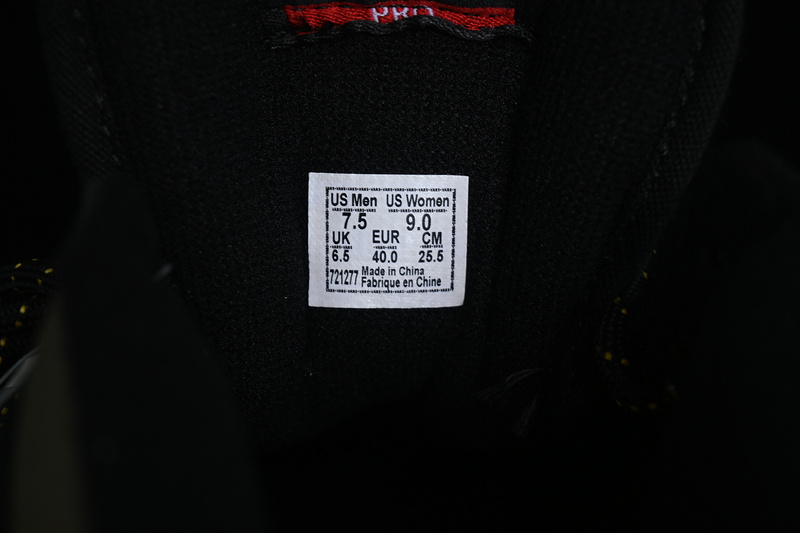 PRO
US Men US Women
7.5 9.0
UK EUR CM
6.5 40.0 25.5
721277 Made in China
Fabrique en Chine